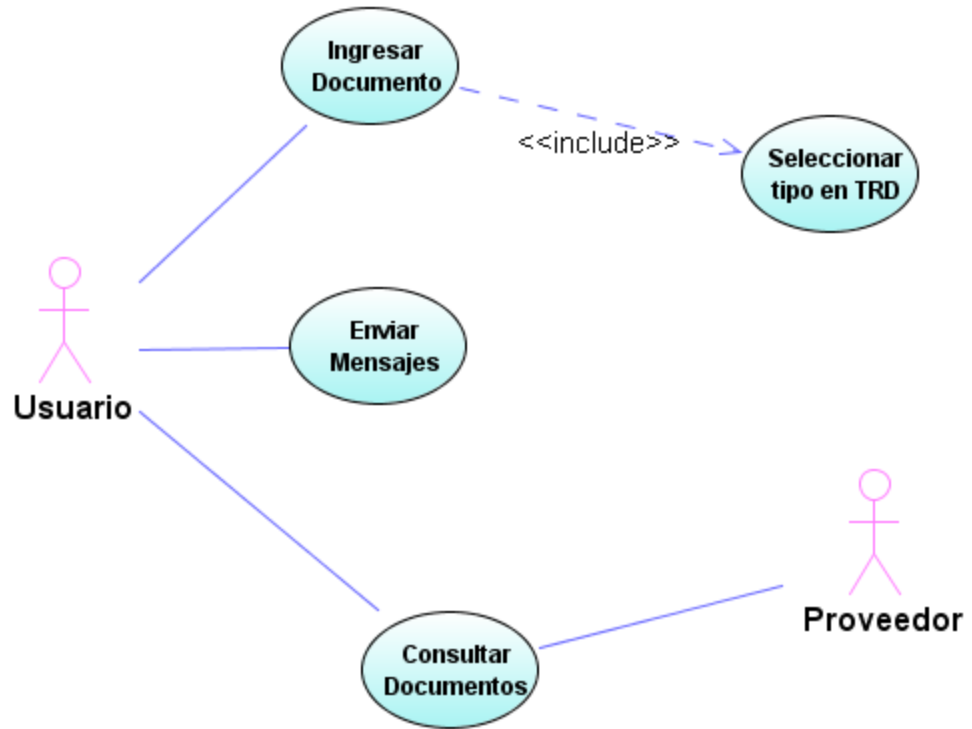 Ingresar
Documento
<<include>>
Seleccionar
tipo en TRD
Enviar
Mensajes
Usuario
Proveedor
Consultar
Documentos